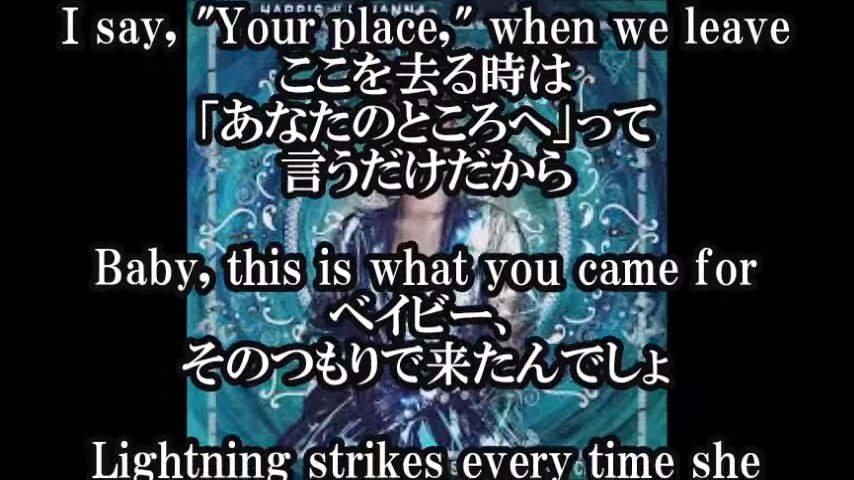 I say, "Your place," when we leave
ここを去る時は
「あなたのところへ」って
言うだけだから
Baby, this is what you came for
ベイビー、
そのつもりで来たんでしょ
Lightning strikes every time she